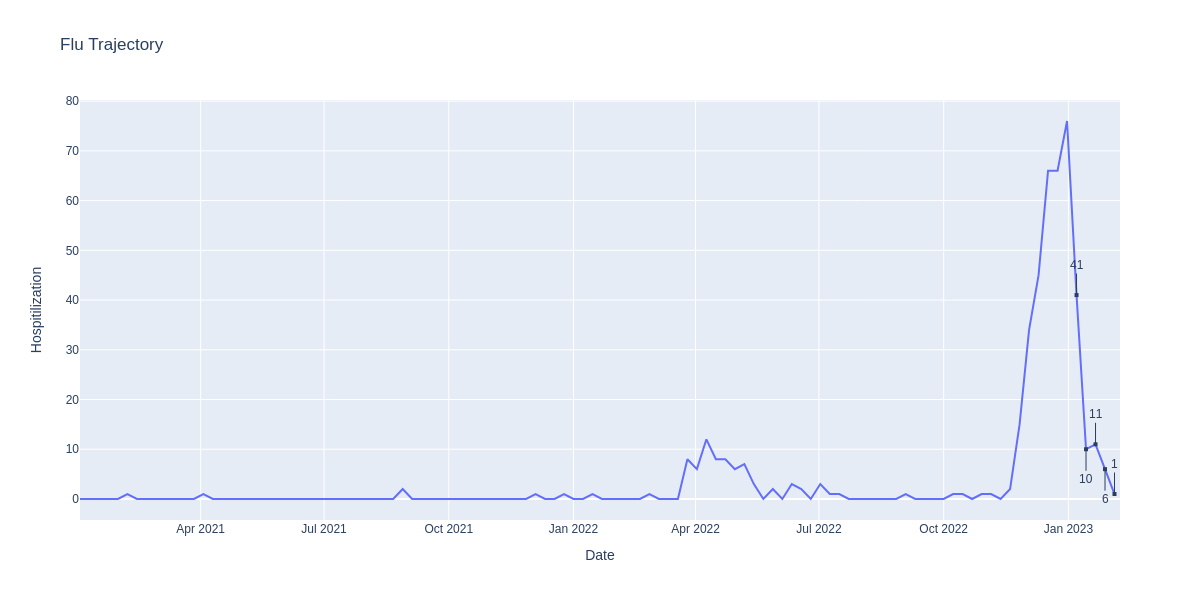 Flu Trajectory
80
70
60
50
40
30
20
10
0
Hospitilization
41
11
10
1
6
Apr 2021
Jul 2021
Oct 2021
Jan 2022
Apr 2022
Jul 2022
Oct 2022
Jan 2023
Date